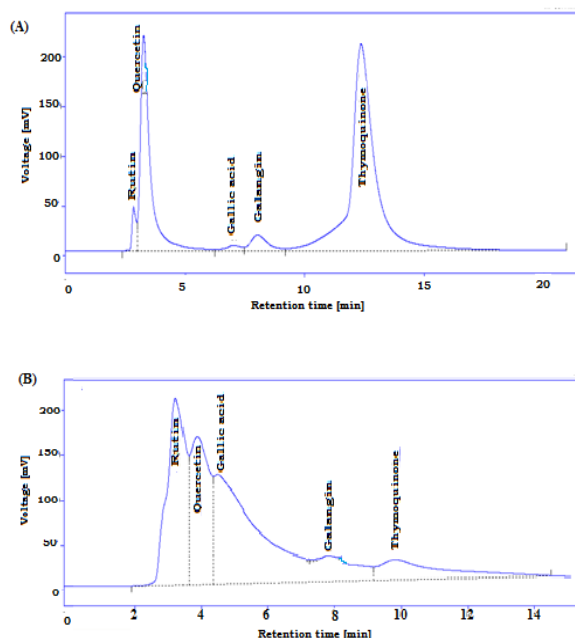 (A)
Voltage [mV]
200
150
100
50
0
Rutin
Quercetin
Gallic acid
Galangin
Thymoquinone
0 5 10 15 20
Retention time [min]
(B)
Voltage [mV]
200
150
100
50
0
Rutin
Quercetin
Gallic acid
Galangin
Thymoquinone
2 4 6 8 10 12 14
Retention time [min]